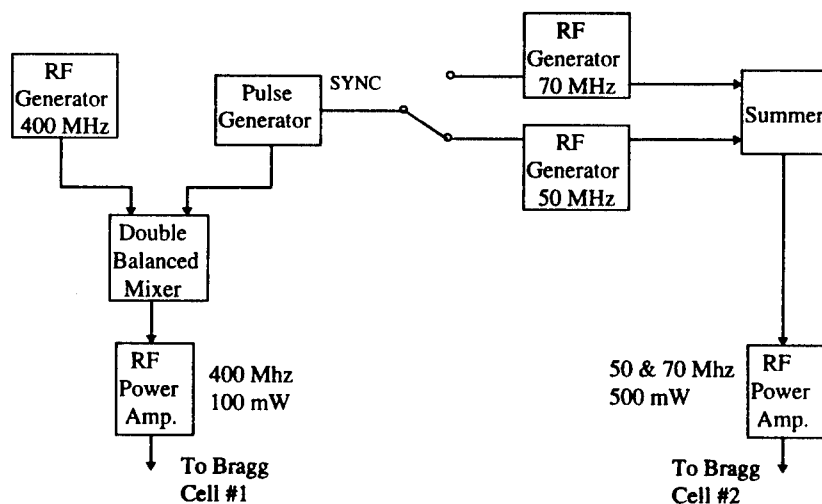 RF
Generator
400 MHz
Pulse
Generator
SYNC
RF
Generator
70 MHz
RF
Generator
50 MHz
Summer
Double
Balanced
Mixer
RF
Power
Amp.
400 Mhz
100 mW
50 & 70 Mhz
500 mW
RF
Power
Amp.
To Bragg
Cell #1
To Bragg
Cell #2